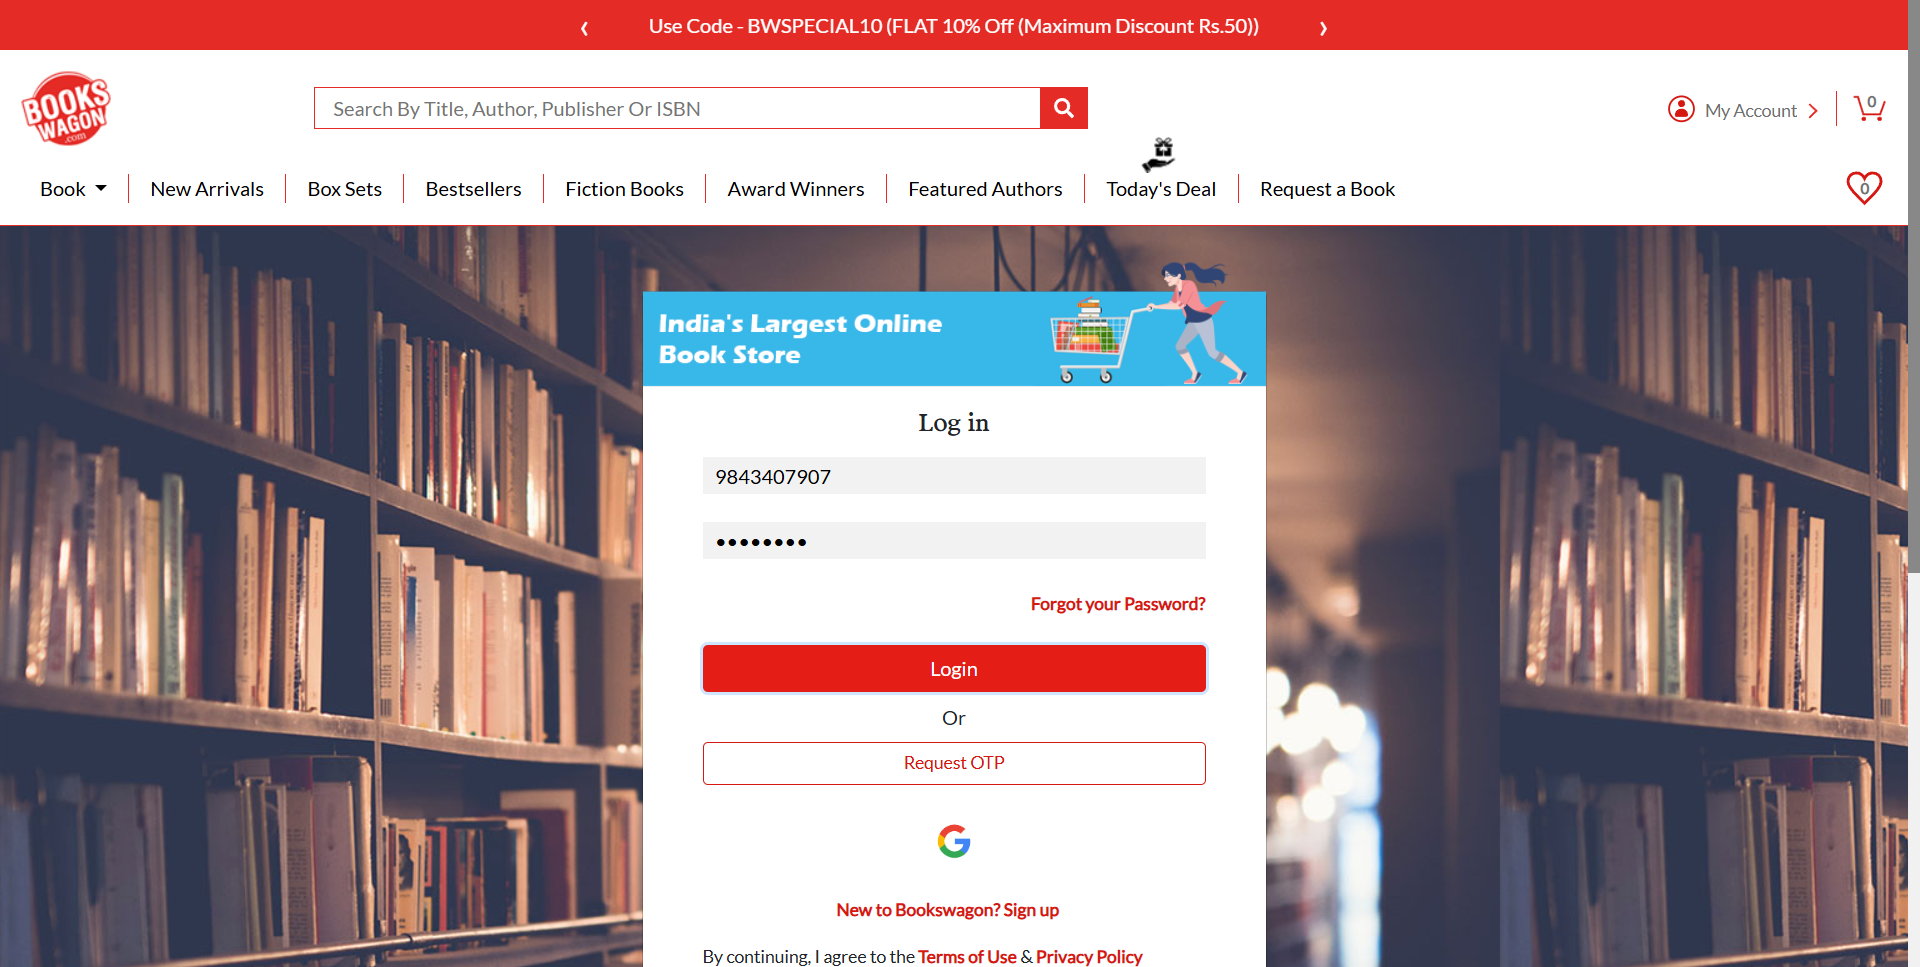 Use Code - BWSPECIAL10 (FLAT 10% Off (Maximum Discount Rs.50))
BOOKS
WAGON
.com
Search By Title, Author, Publisher Or ISBN
My Account
0
Book
New Arrivals
Box Sets
Bestsellers
Fiction Books
Award Winners
Featured Authors
Today's Deal
Request a Book
0
India's Largest Online
Book Store
Log in
9843407907
••••••••
Forgot your Password?
Login
Or
Request OTP
New to Bookswagon? Sign up
By continuing, I agree to the Terms of Use & Privacy Policy